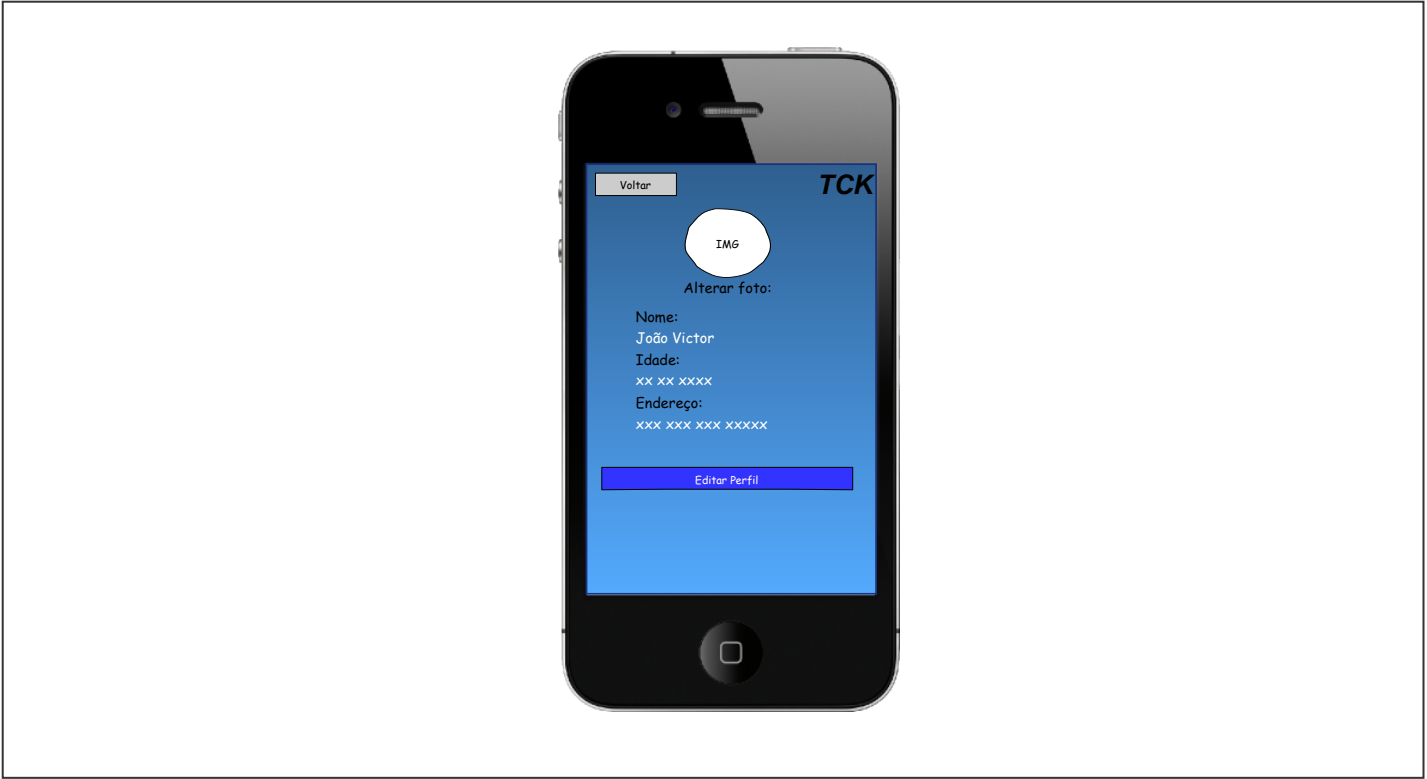 Voltar
TCK
IMG
Alterar foto:
Nome:
João Victor
Idade:
xx xx xxxx
Endereço:
xxx xxx xxx xxxxx
Editar Perfil